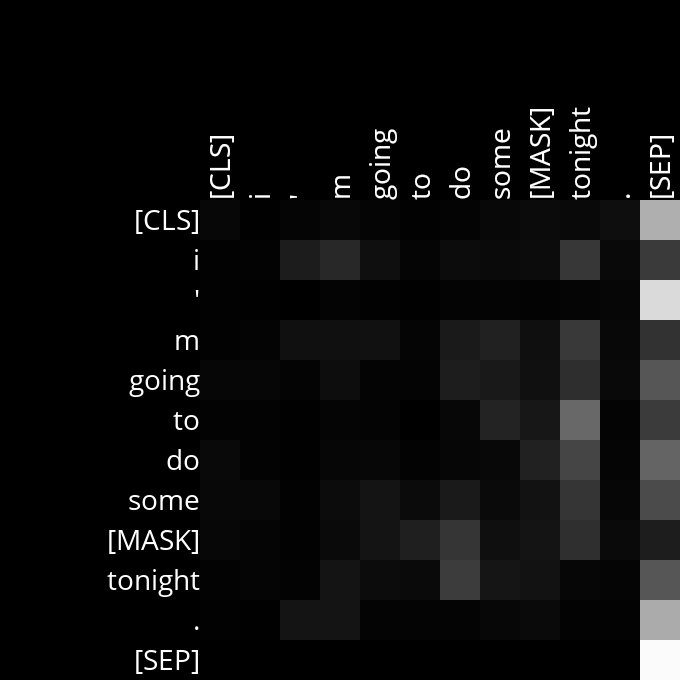 [CLS] i ' m going to do some [MASK] tonight . [SEP]
[CLS]
i
'
m
going
to
do
some
[MASK]
tonight
.
[SEP]